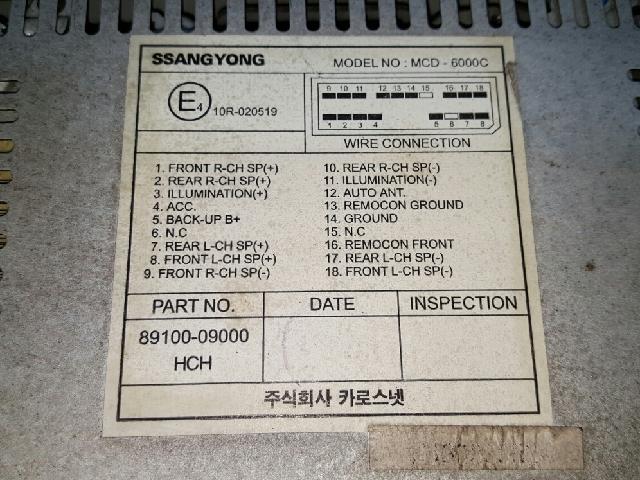 SSANGYONG
MODEL NO : MCD - 6000C
E4 10R-020519
9 10 11 12 13 14 15 16 17 18
1 2 3 4 5 6 7 8
WIRE CONNECTION
1. FRONT R-CH SP(+)
2. REAR R-CH SP(+)
3. ILLUMINATION(+)
4. ACC.
5. BACK-UP B+
6. N.C
7. REAR L-CH SP(+)
8. FRONT L-CH SP(+)
9. FRONT R-CH SP(-)
10. REAR R-CH SP(-)
11. ILLUMINATION(-)
12. AUTO ANT.
13. REMOCON GROUND
14. GROUND
15. N.C
16. REMOCON FRONT
17. REAR L-CH SP(-)
18. FRONT L-CH SP(-)
PART NO. DATE INSPECTION
89100-09000
HCH
주식회사 카로스넷